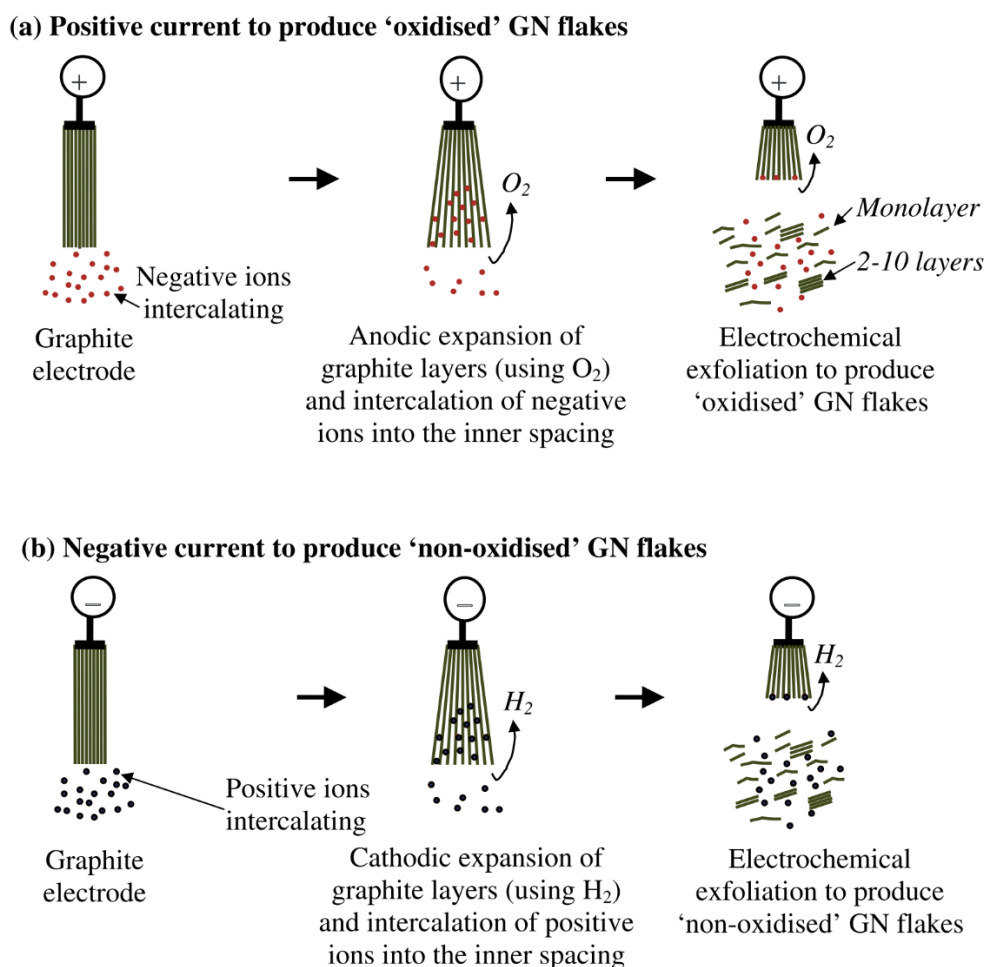 (a) Positive current to produce ‘oxidised’ GN flakes
+
+
+
O2
O2
Monolayer
2-10 layers
Negative ions
intercalating
Graphite
electrode
Anodic expansion of
graphite layers (using O2)
and intercalation of negative
ions into the inner spacing
Electrochemical
exfoliation to produce
‘oxidised’ GN flakes
(b) Negative current to produce ‘non-oxidised’ GN flakes
–
–
–
H2
H2
Positive ions
intercalating
Graphite
electrode
Cathodic expansion of
graphite layers (using H2)
and intercalation of positive
ions into the inner spacing
Electrochemical
exfoliation to produce
‘non-oxidised’ GN flakes